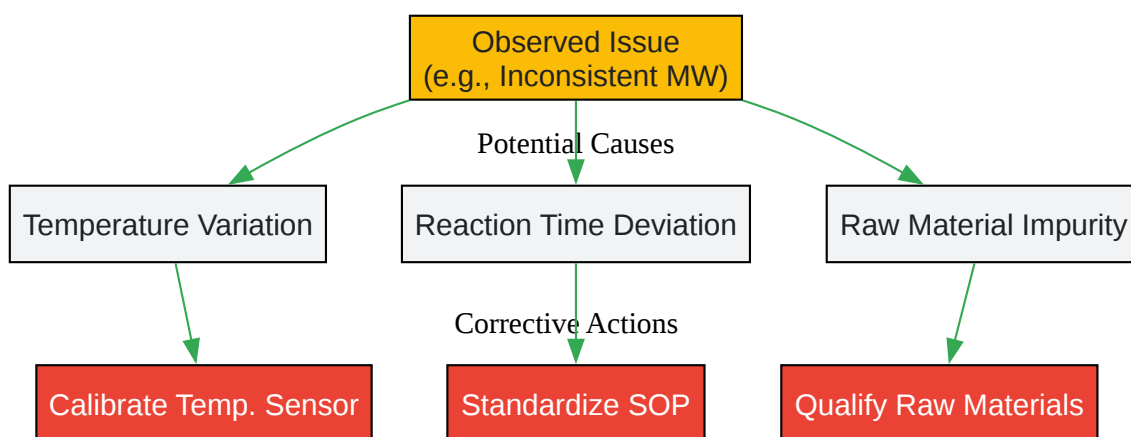 Observed Issue
(e.g., Inconsistent MW)
Potential Causes
Temperature Variation
Reaction Time Deviation
Raw Material Impurity
Corrective Actions
Calibrate Temp. Sensor
Standardize SOP
Qualify Raw Materials